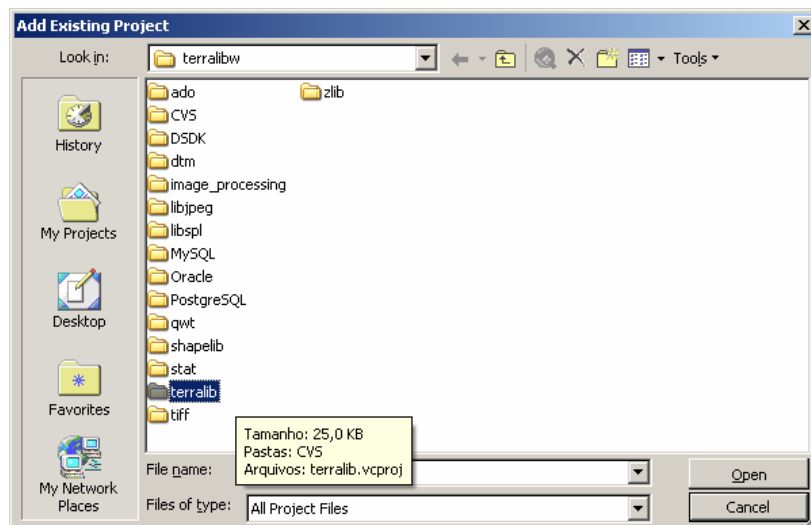 Add Existing Project
Look in:
terralibw
Tools
History
My Projects
Desktop
Favorites
My Network
Places
ado
CVS
DSDK
dtm
image_processing
libjpeg
libspl
MySQL
Oracle
PostgreSQL
qwt
shapelib
stat
terralib
tiff
zlib
Tamanho: 25,0 KB
Pastas: CVS
Arquivos: terralib.vcproj
File name:
Open
Files of type:
All Project Files
Cancel